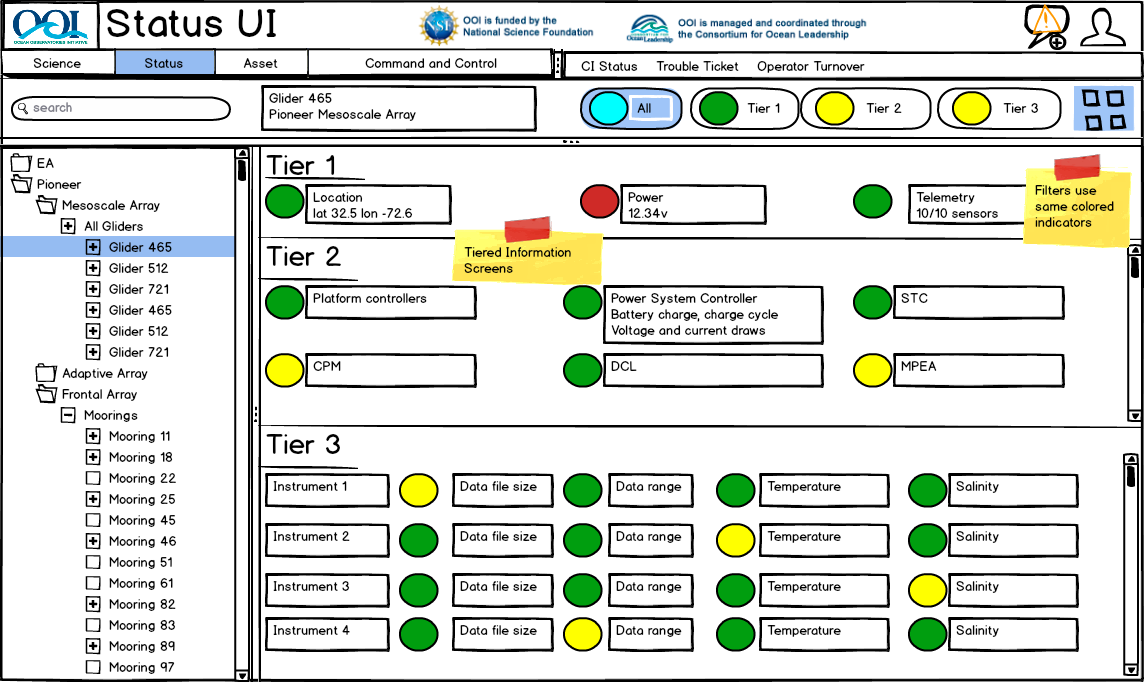 OOI
OCEAN OBSERVATORIES INITIATIVE
Status UI
NSF
OOI is funded by the
National Science Foundation
Ocean Leadership
OOI is managed and coordinated through
the Consortium for Ocean Leadership
Science
Status
Asset
Command and Control
CI Status
Trouble Ticket
Operator Turnover
search
Glider 465
Pioneer Mesoscale Array
All
Tier 1
Tier 2
Tier 3
EA
Pioneer
Mesoscale Array
All Gliders
Glider 465
Glider 512
Glider 721
Glider 465
Glider 512
Glider 721
Adaptive Array
Frontal Array
Moorings
Mooring 11
Mooring 18
Mooring 22
Mooring 25
Mooring 45
Mooring 46
Mooring 51
Mooring 61
Mooring 82
Mooring 83
Mooring 89
Mooring 97
Tier 1
Location
lat 32.5 lon -72.6
Power
12.34v
Telemetry
10/10 sensors
Filters use
same colored
indicators
Tiered Information
Screens
Tier 2
Platform controllers
Power System Controller
Battery charge, charge cycle
Voltage and current draws
STC
CPM
DCL
MPEA
Tier 3
Instrument 1
Data file size
Data range
Temperature
Salinity
Instrument 2
Data file size
Data range
Temperature
Salinity
Instrument 3
Data file size
Data range
Temperature
Salinity
Instrument 4
Data file size
Data range
Temperature
Salinity